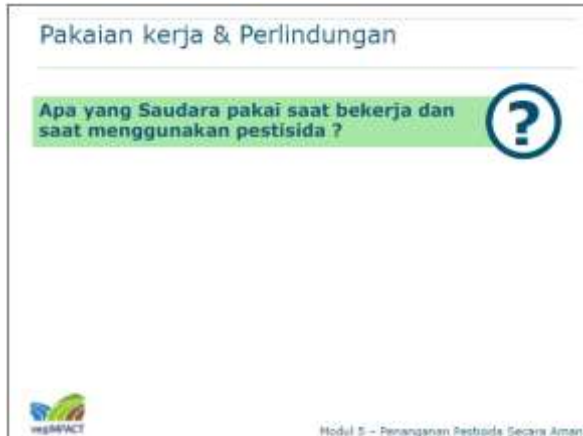 Pakaian kerja & Perlindungan
Apa yang Saudara pakai saat bekerja dan
saat menggunakan pestisida ?
?
vegIMPACT
Modul 5 – Penanganan Pestisida Secara Aman